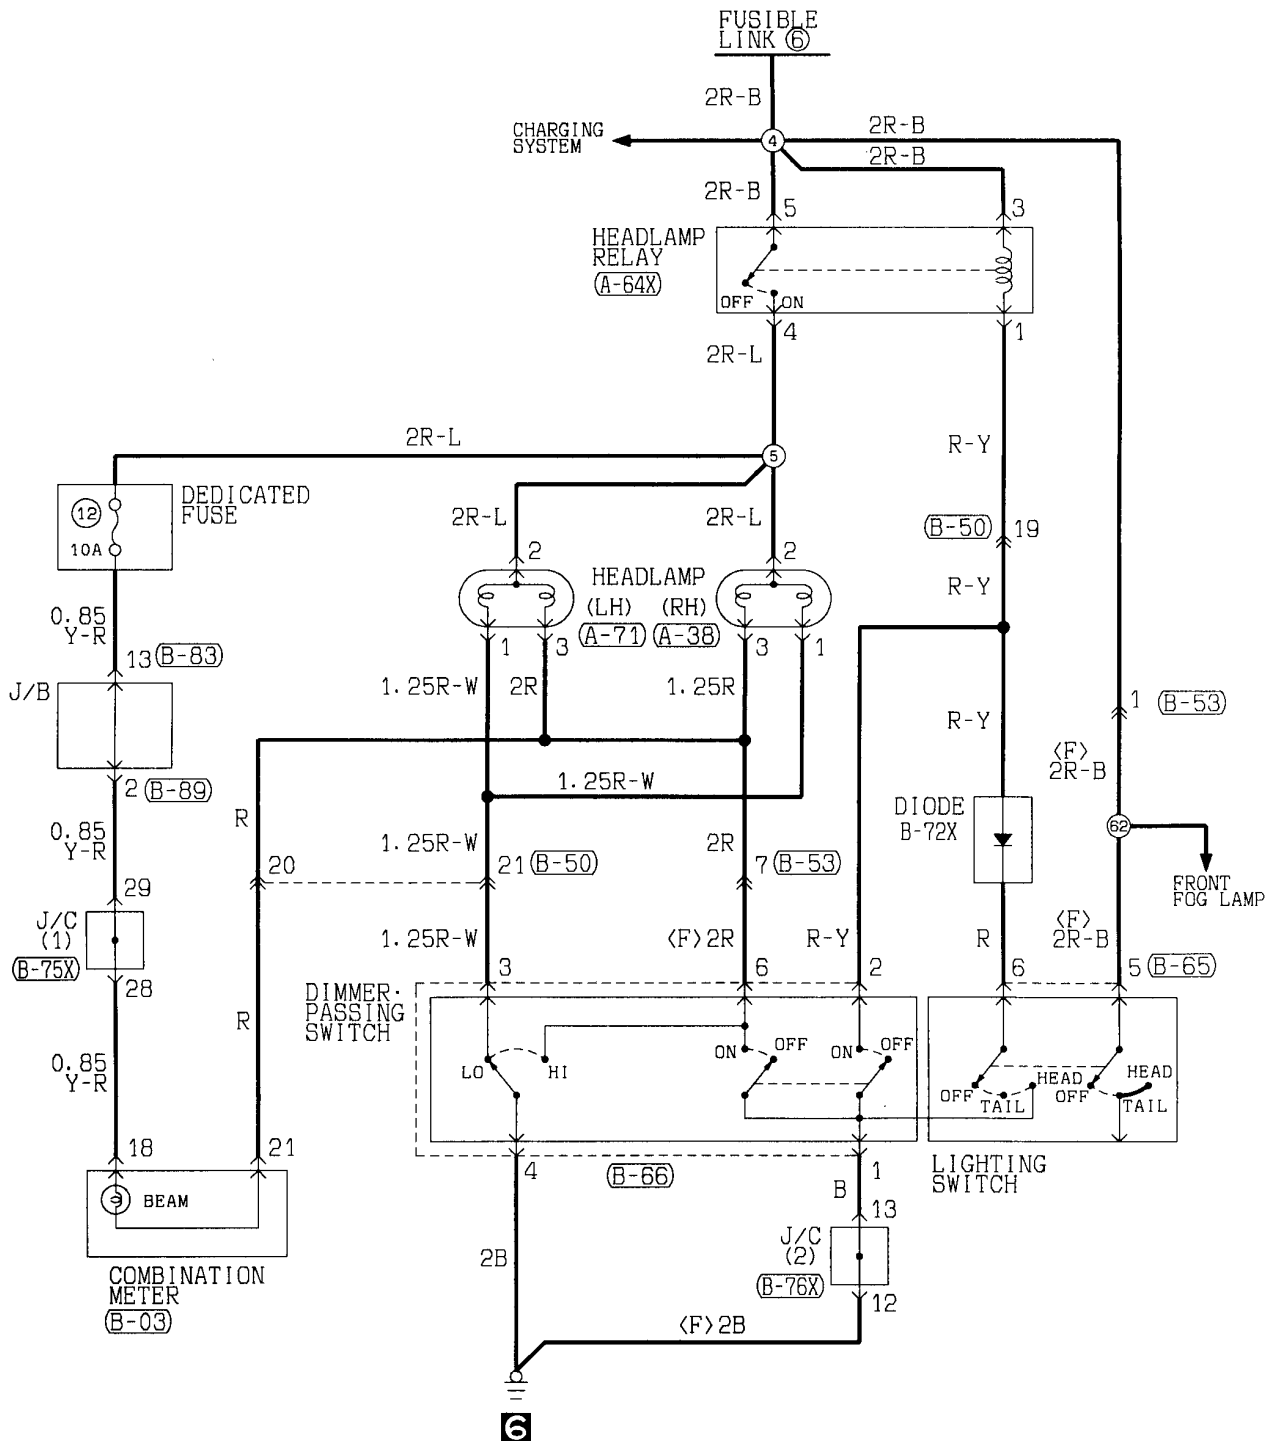 FUSIBLE
LINK ⑥
2R-B
CHARGING
SYSTEM
4
2R-B
2R-B
2R-B
5
3
HEADLAMP
RELAY
A-64X
OFF
ON
4
1
2R-L
2R-L
R-Y
5
DEDICATED
FUSE
12
10A
2R-L
2R-L
B-50
19
2
2
HEADLAMP
(LH)
(RH)
A-71
A-38
R-Y
0.85
Y-R
1
3
3
1
13
B-83
J/B
1.25R-W
2R
1.25R
1
B-53
R-Y
<F>
2R-B
2
B-89
1.25R-W
R
DIODE
B-72X
62
0.85
Y-R
1.25R-W
2R
20
21
B-50
7
B-53
FRONT
FOG LAMP
29
J/C
(1)
B-75X
28
1.25R-W
<F>2R
R-Y
R
<F>
2R-B
3
6
2
6
5
B-65
DIMMER·
PASSING
SWITCH
R
LO
HI
ON
OFF
ON
OFF
OFF
TAIL
HEAD
OFF
TAIL
HEAD
0.85
Y-R
18
21
4
B-66
1
LIGHTING
SWITCH
B
13
BEAM
2B
J/C
(2)
B-76X
12
COMBINATION
METER
B-03
<F>2B
6